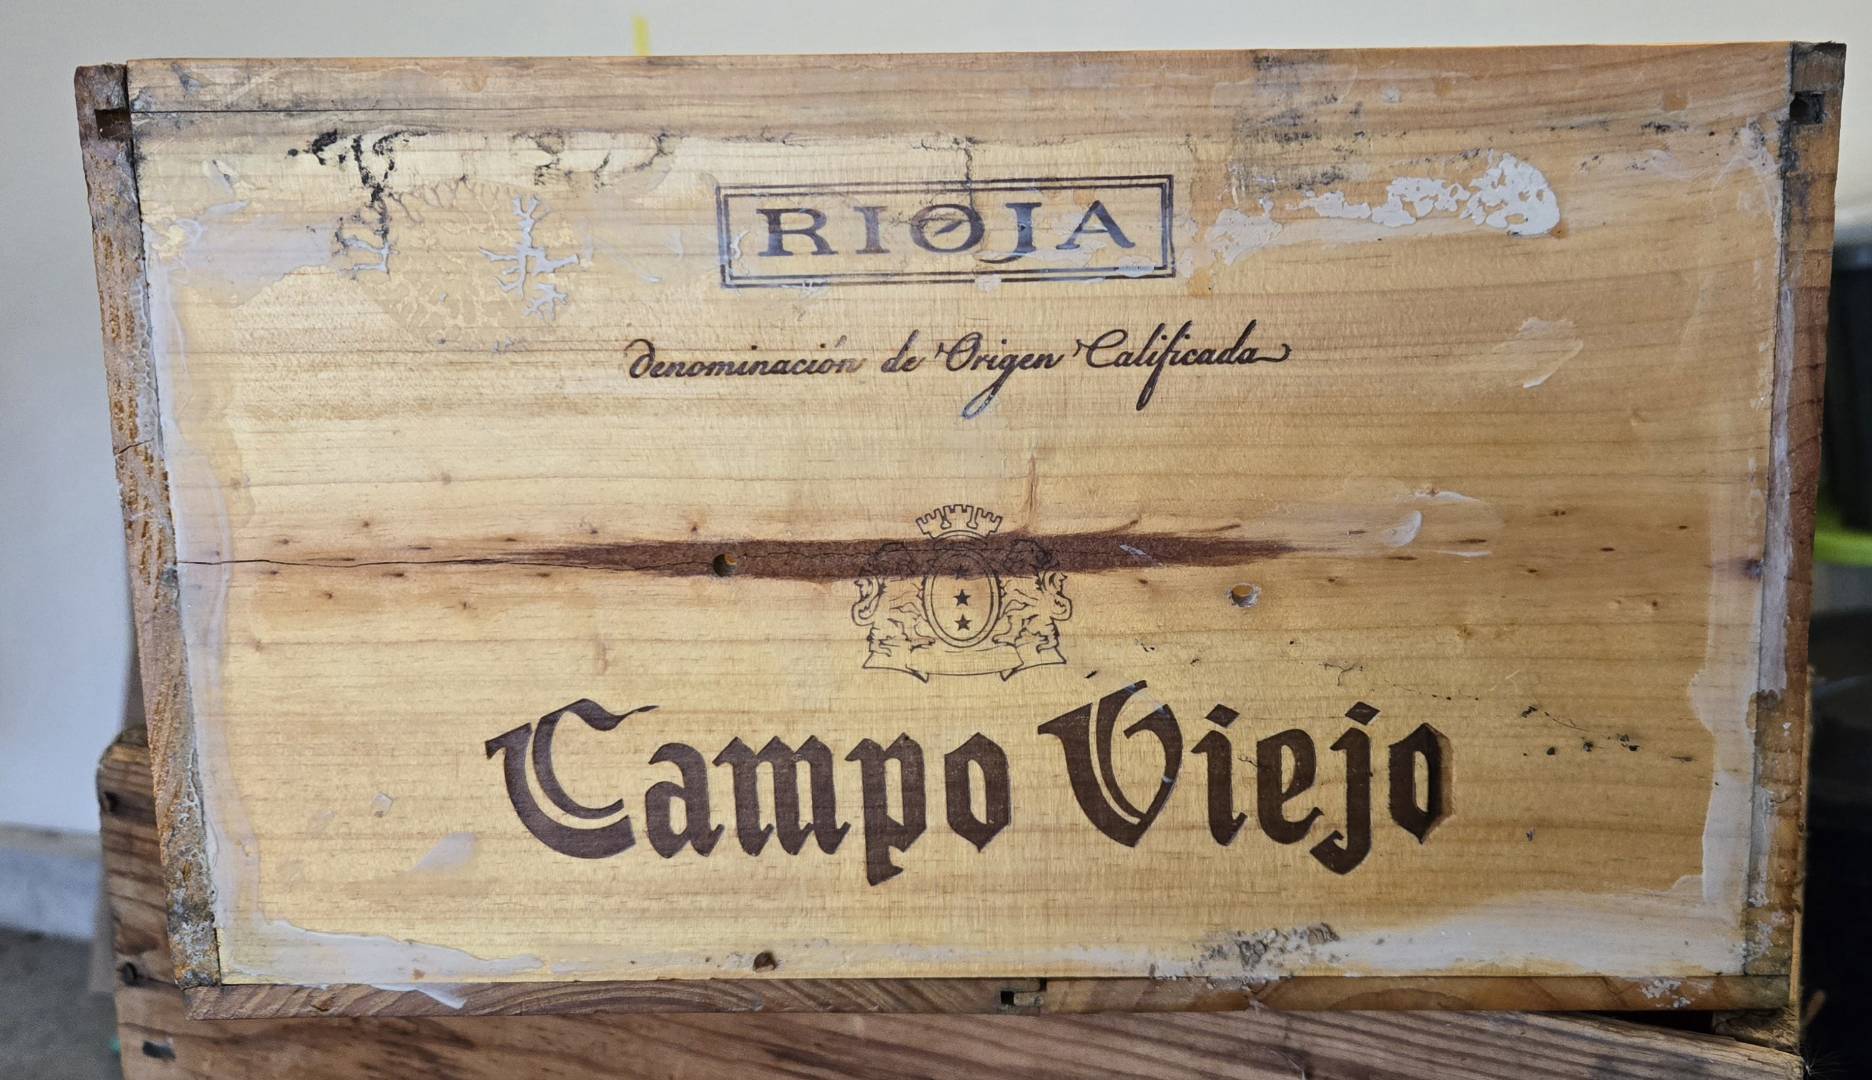 RIOJA
Denominación de Origen Calificada
Campo Viejo